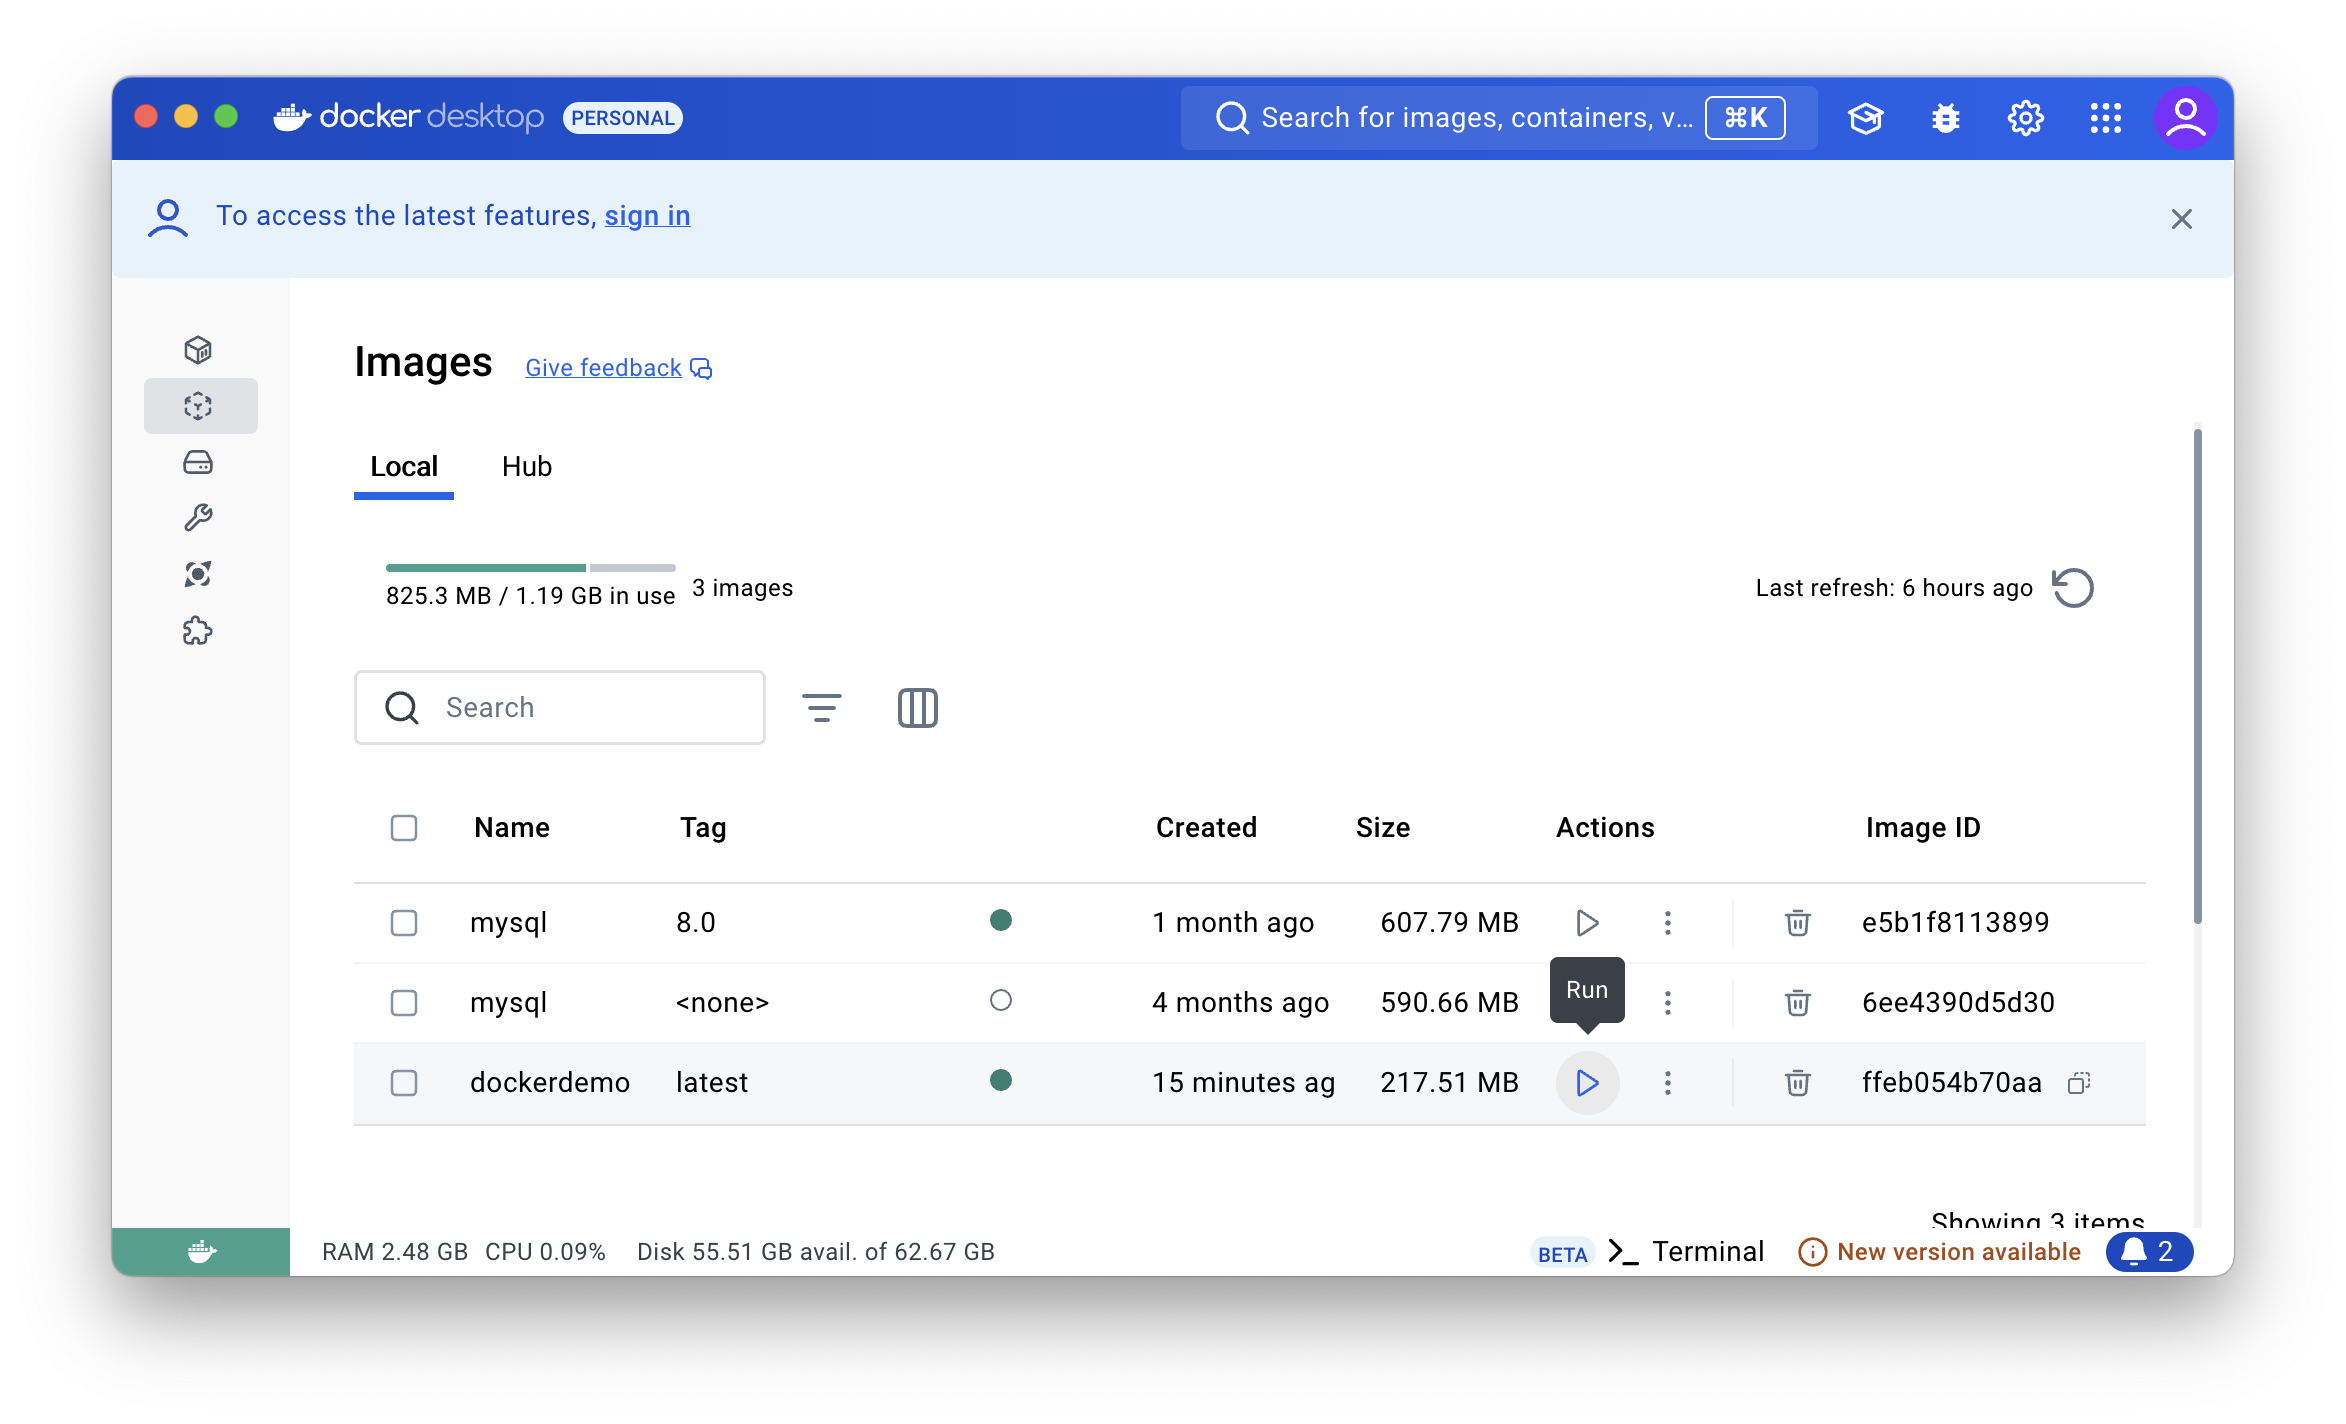 docker desktop PERSONAL Search for images, containers, v... ⌘K
To access the latest features, sign in
Images Give feedback
Local Hub
825.3 MB / 1.19 GB in use 3 images Last refresh: 6 hours ago
Search
Name Tag Created Size Actions Image ID
mysql 8.0 1 month ago 607.79 MB e5b1f8113899
Run
mysql <none> 4 months ago 590.66 MB 6ee4390d5d30
dockerdemo latest 15 minutes ag 217.51 MB ffeb054b70aa
Showing 3 items
RAM 2.48 GB CPU 0.09% Disk 55.51 GB avail. of 62.67 GB BETA >_ Terminal New version available 2